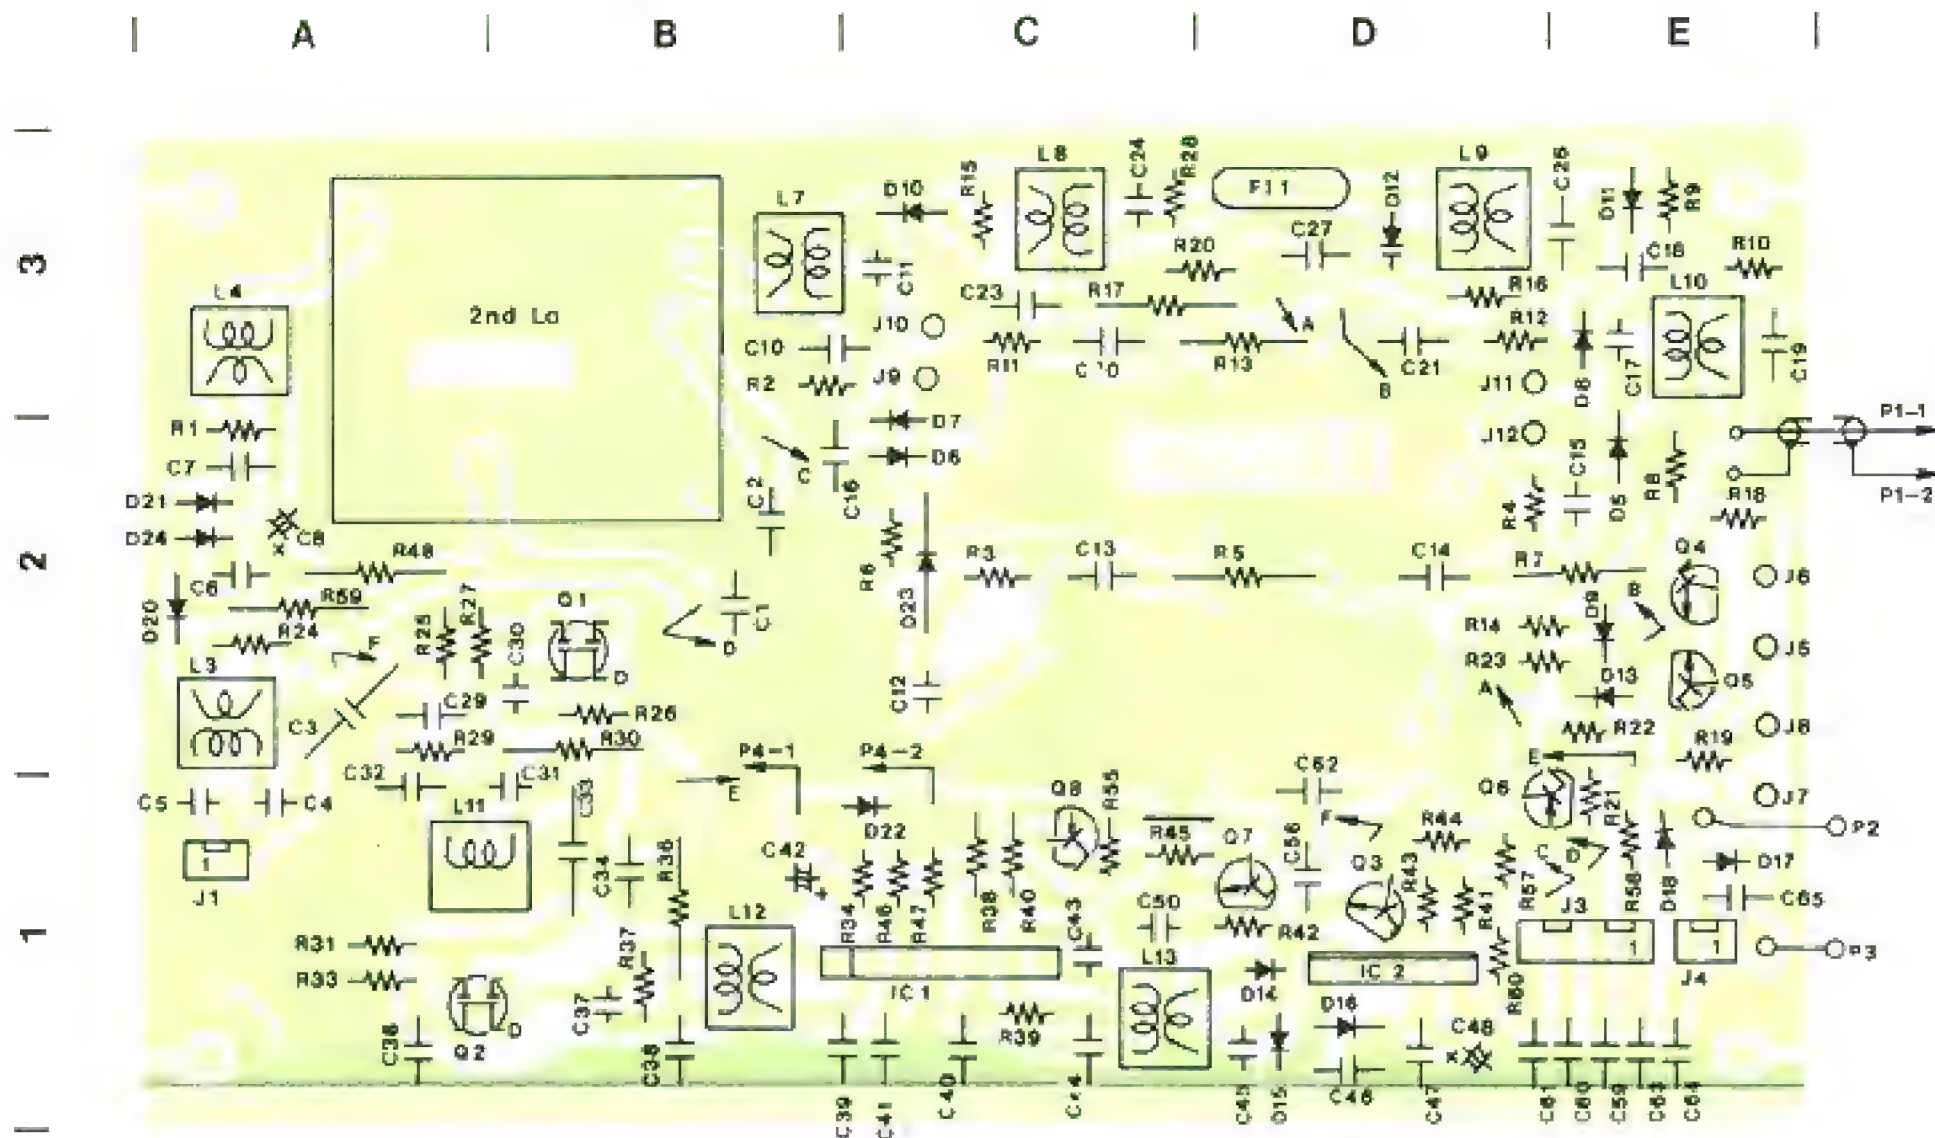 A B C D E
3
2
1
L8 C24 R28 L9 C25
R15 D10 F11 D12 D11 R9
L7 C27
R20 C18 R10
C11
L4 C23 R17 R16 L10
2nd Lo J10 A R12
C10 R11 C10 R13 C21 C17 C19
R2 J9 B J11 D8
R1 D7 J12 P1-1
C7 C D6 C15 R8
D21 C2 C16 R4 D5 R18 P1-2
D24 C8
X
R48 R3 C13 R5 C14 R7 Q4 J6
C6 R6
R59 Q1 C1 D23 D9 B
D20 R24 R25 R27 C30 R14
F D J5
L3 D R23
C12 A D13 Q5
C3 C29 R26 J8
R29 R30 P4-1 P4-2 R22 R19
E
C32 C31 C62
C5 C4 C33 E Q8 R55 Q6 R21 J7
L11 D22 F R44 P2
R45 Q7 C56 C D
1 C34 R36 C42 Q3 R43 D17
+
J1 R57 J3 R58 D18 C65
L12 R34 R46 R47 R38 R40 C43 C50 R42 R41
R31 R37 1 1 P3
R33 L13 IC 2 J4
IC 1 D14 R60
C37 D16
D R39 C48
C36 Q2 C38 X
C39 C41 C40 C44 C45 D15 C46 C47 C61 C60 C59 C63 C64